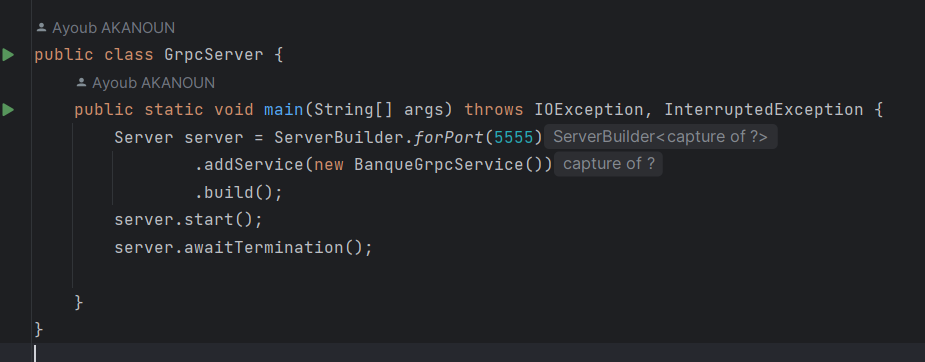 Ayoub AKANOUN
public class GrpcServer {
Ayoub AKANOUN
public static void main(String[] args) throws IOException, InterruptedException {
Server server = ServerBuilder.forPort(5555) ServerBuilder<capture of ?>
.addService(new BanqueGrpcService()) capture of ?
.build();
server.start();
server.awaitTermination();
}
}